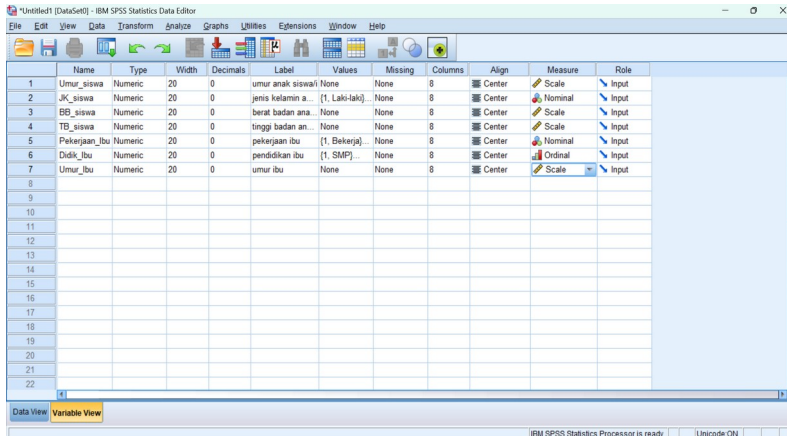 *Untitled1 [DataSet0] - IBM SPSS Statistics Data Editor
File Edit View Data Transform Analyze Graphs Utilities Extensions Window Help
Name Type Width Decimals Label Values Missing Columns Align Measure Role
1 Umur_siswa Numeric 20 0 umur anak siswa/i None None 8 Center Scale Input
2 JK_siswa Numeric 20 0 jenis kelamin a... {1, Laki-laki}... None 8 Center Nominal Input
3 BB_siswa Numeric 20 0 berat badan ana... None None 8 Center Scale Input
4 TB_siswa Numeric 20 0 tinggi badan an... None None 8 Center Scale Input
5 Pekerjaan_Ibu Numeric 20 0 pekerjaan ibu {1, Bekerja}... None 8 Center Nominal Input
6 Didik_Ibu Numeric 20 0 pendidikan ibu {1, SMP}... None 8 Center Ordinal Input
7 Umur_Ibu Numeric 20 0 umur ibu None None 8 Center Scale Input
8
9
10
11
12
13
14
15
16
17
18
19
20
21
22
Data View Variable View
IBM SPSS Statistics Processor is ready Unicode:ON